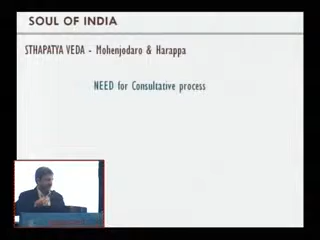 SOUL OF INDIA
STHAPATYA VEDA - Mohenjodaro & Harappa
NEED for Consultative process